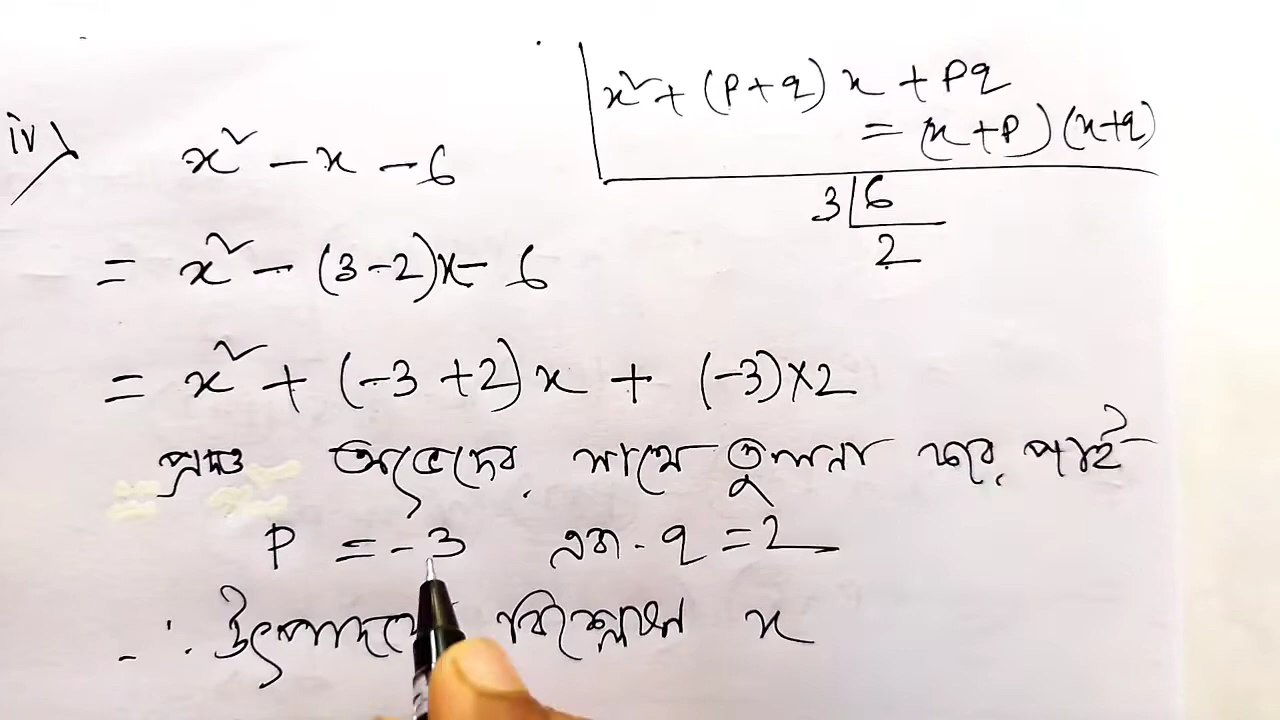 x² + (p+q) x + pq
= (x+p) (x+q)
iv) x² - x - 6
3 | 6
2
= x² - (3-2)x - 6
= x² + (-3 +2) x + (-3)×2
প্রদত্ত অভেদের সাথে তুলনা করে পাই
P = -3 এবং q = 2
∴ উৎপাদকে বিশ্লেষণ x